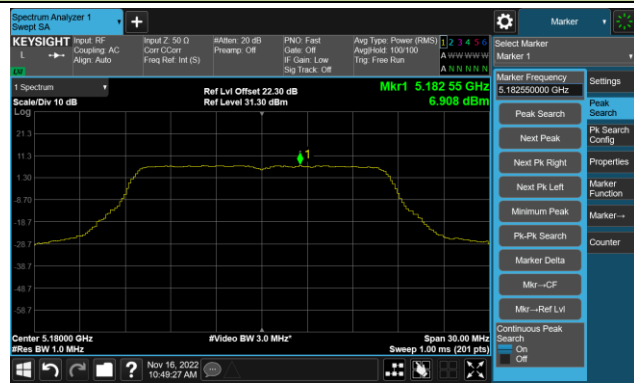 Spectrum Analyzer 1
Swept SA
Marker
KEYSIGHT
L
LV
Input: RF
Coupling: AC
Align: Auto
Input Z: 50 Ω
Corr CCorr
Freq Ref: Int (S)
#Atten: 20 dB
Preamp: Off
PNO: Fast
Gate: Off
IF Gain: Low
Sig Track: Off
Avg Type: Power (RMS)
Avg|Hold: 100/100
Trig: Free Run
1 2 3 4 5 6
A W W W W W
A N N N N N
Select Marker
Marker 1
1 Spectrum
Scale/Div 10 dB
Log
Ref Lvl Offset 22.30 dB
Ref Level 31.30 dBm
Mkr1 5.182 55 GHz
6.908 dBm
21.3
11.3
1.30
-8.70
-18.7
-28.7
-38.7
-48.7
-58.7
1
Center 5.18000 GHz
#Res BW 1.0 MHz
#Video BW 3.0 MHz*
Span 30.00 MHz
Sweep 1.00 ms (201 pts)
Marker Frequency
5.182550000 GHz
Peak Search
Next Peak
Next Pk Right
Next Pk Left
Minimum Peak
Pk-Pk Search
Marker Delta
Mkr→CF
Mkr→Ref Lvl
Continuous Peak
Search
On
Off
Settings
Peak
Search
Pk Search
Config
Properties
Marker
Function
Marker→
Counter
?
Nov 16, 2022
10:49:27 AM